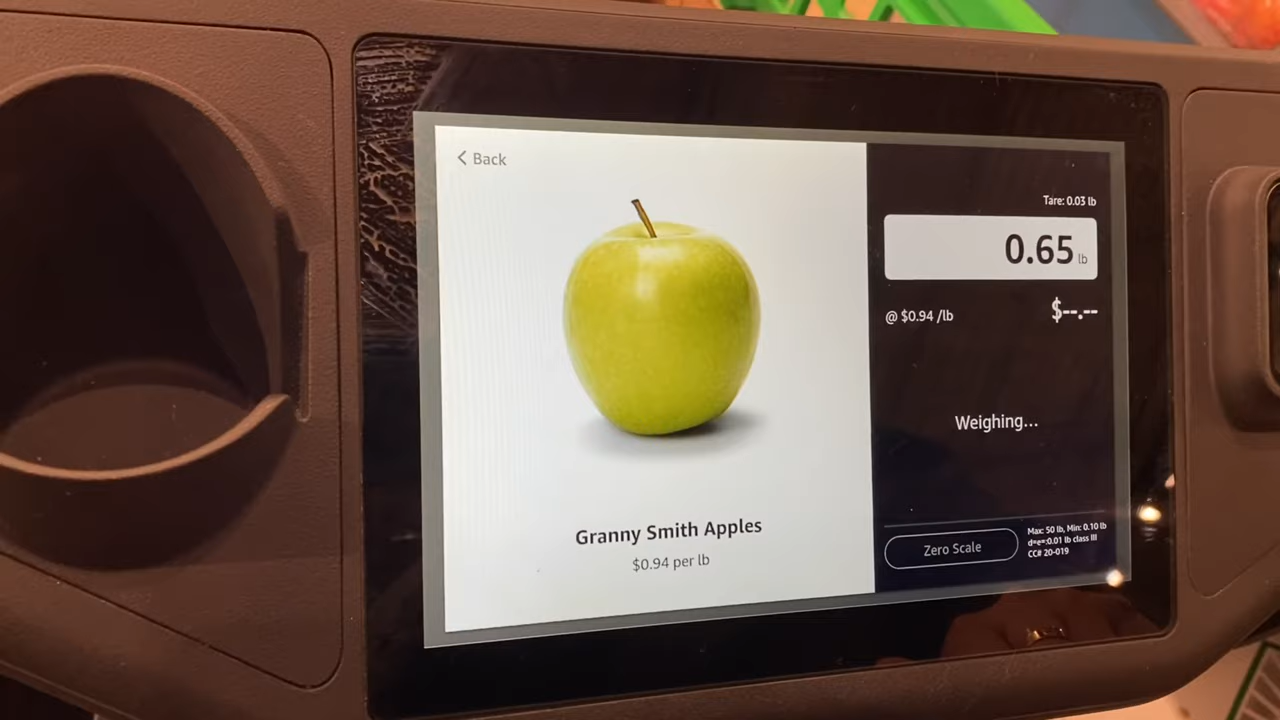 Back
Granny Smith Apples
$0.94 per lb
Tare: 0.03 lb
0.65 lb
@ $0.94 /lb
$--.--
Weighing...
Zero Scale
Max: 50 lb, Min: 0.10 lb
d=e=:0.01 lb class III
CC# 20-019